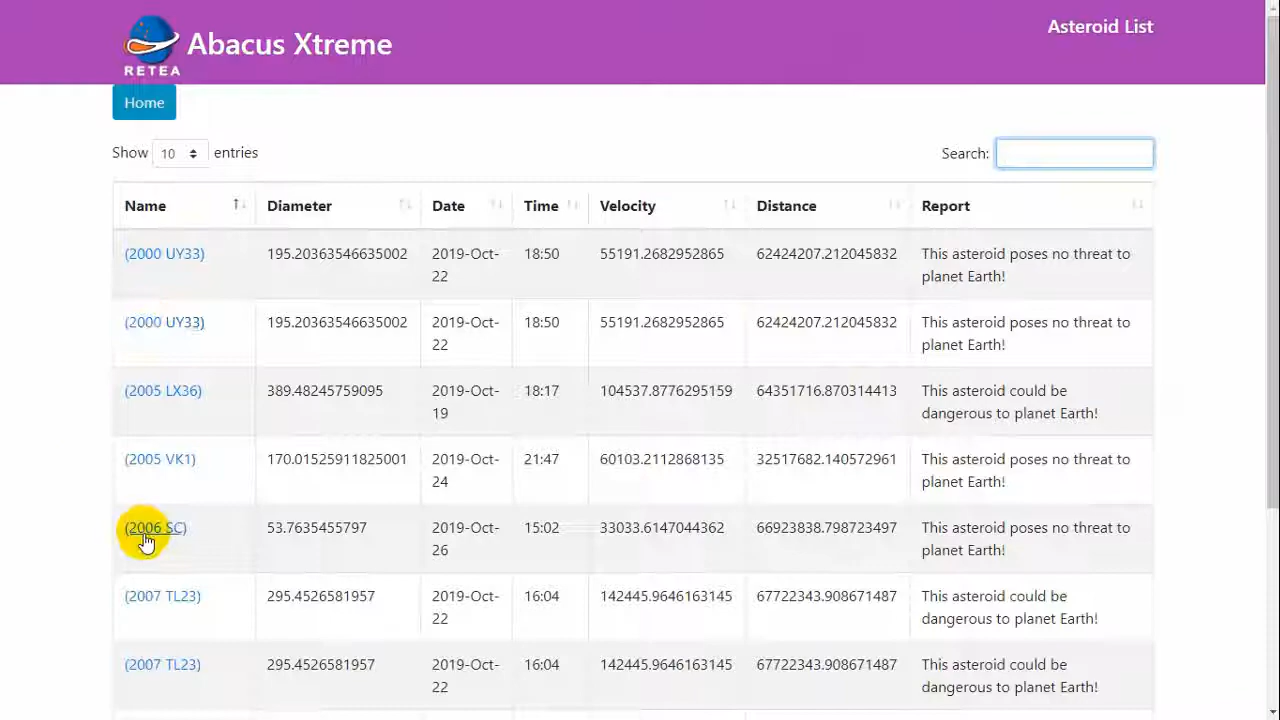 RETEA
Abacus Xtreme
Asteroid List
Home
Show 10 entries
Search:
Name Diameter Date Time Velocity Distance Report
(2000 UY33) 195.20363546635002 2019-Oct- 18:50 55191.2682952865 62424207.212045832 This asteroid poses no threat to
22 planet Earth!
(2000 UY33) 195.20363546635002 2019-Oct- 18:50 55191.2682952865 62424207.212045832 This asteroid poses no threat to
22 planet Earth!
(2005 LX36) 389.48245759095 2019-Oct- 18:17 104537.8776295159 64351716.870314413 This asteroid could be
19 dangerous to planet Earth!
(2005 VK1) 170.01525911825001 2019-Oct- 21:47 60103.2112868135 32517682.140572961 This asteroid poses no threat to
24 planet Earth!
(2006 SC) 53.7635455797 2019-Oct- 15:02 33033.6147044362 66923838.798723497 This asteroid poses no threat to
26 planet Earth!
(2007 TL23) 295.4526581957 2019-Oct- 16:04 142445.9646163145 67722343.908671487 This asteroid could be
22 dangerous to planet Earth!
(2007 TL23) 295.4526581957 2019-Oct- 16:04 142445.9646163145 67722343.908671487 This asteroid could be
22 dangerous to planet Earth!